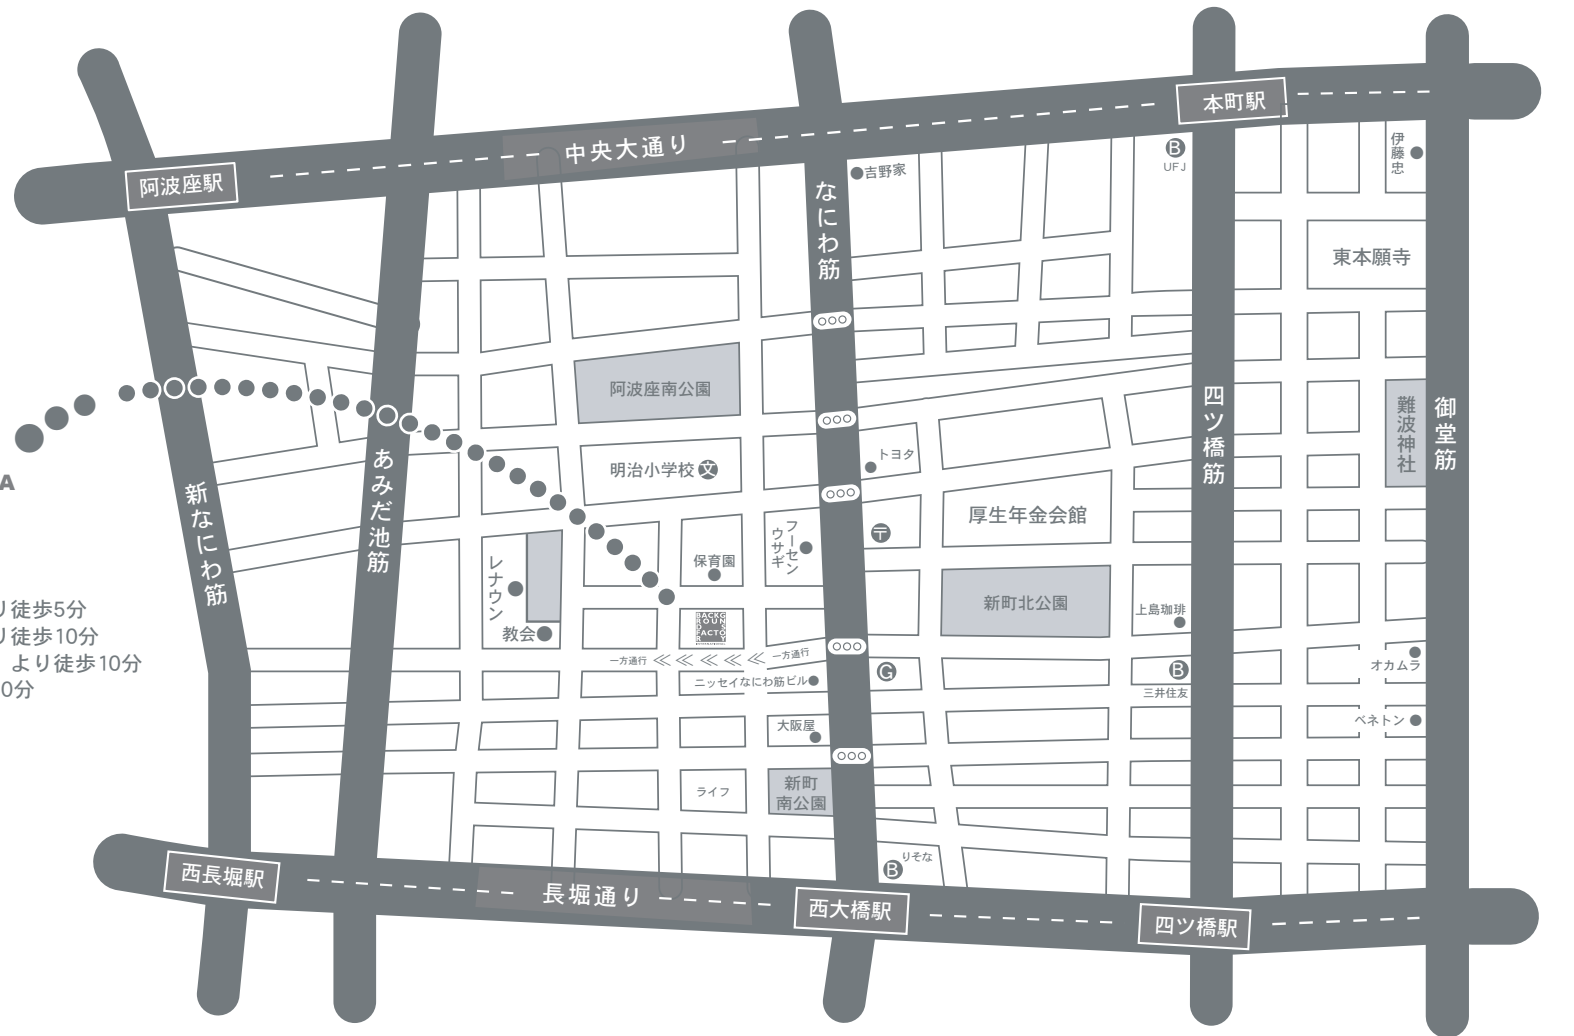 本町駅
中央大通り
阿波座駅
伊藤忠
UFJ
B
吉野家
なにわ筋
東本願寺
阿波座南公園
四ツ橋筋
御堂筋
難波神社
トヨタ
あみだ池筋
明治小学校 文
A
新なにわ筋
厚生年金会館
〒
フーセン
ウサギ
保育園
レナウン
新町北公園
上島珈琲
り徒歩5分
り徒歩10分
より徒歩10分
0分
教会
BACKG
ROUN
FACTO
一方通行
一方通行
オカムラ
G
B
三井住友
ニッセイなにわ筋ビル
ベネトン
大阪屋
ライフ
新町
南公園
りそな
B
西長堀駅
長堀通り
西大橋駅
四ツ橋駅